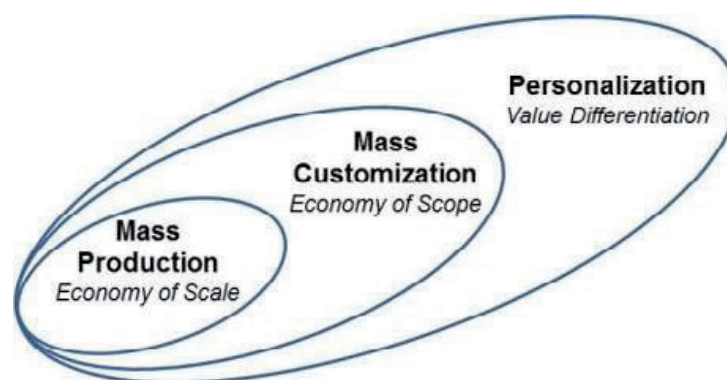 Personalization
Value Differentiation
Mass
Customization
Economy of Scope
Mass
Production
Economy of Scale